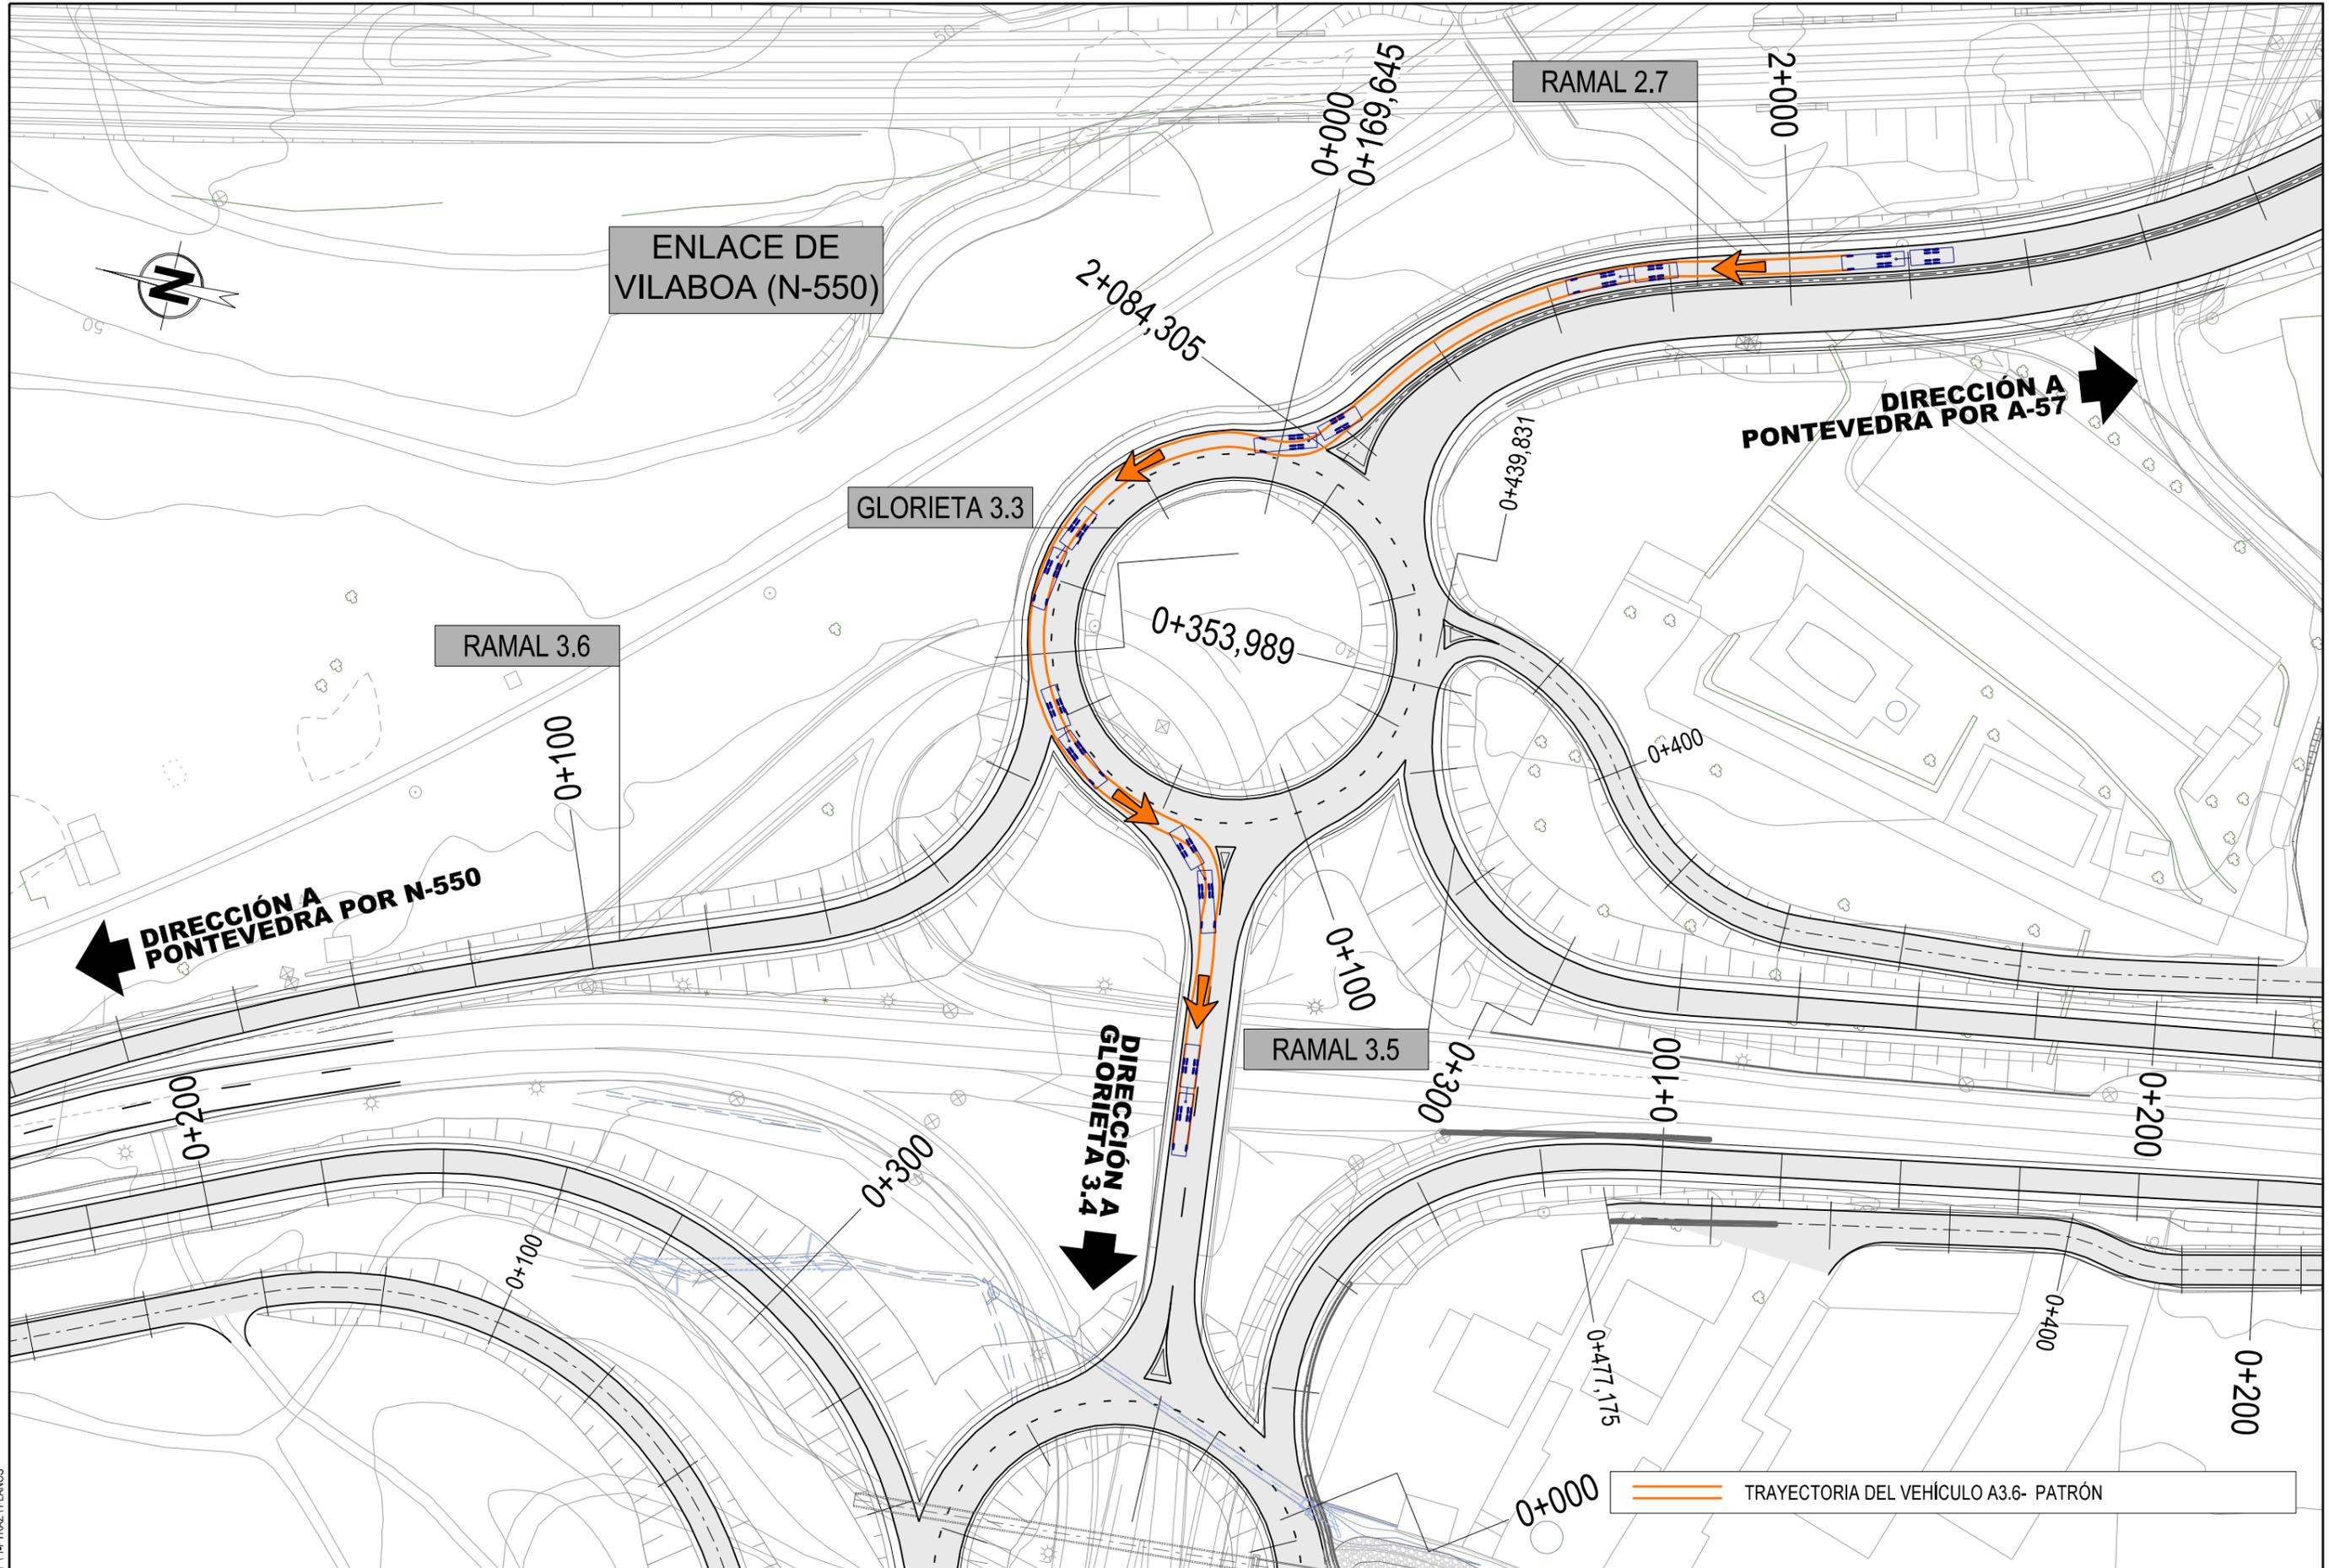 50
0+000
0+169,645
RAMAL 2.7
2+000
ENLACE DE
VILABOA (N-550)
N
50
2+084,305
DIRECCIÓN A
PONTEVEDRA POR A-57
0+439,831
GLORIETA 3.3
0+353,989
40
RAMAL 3.6
0+100
0+400
DIRECCIÓN A
PONTEVEDRA POR N-550
0+100
RAMAL 3.5
0+300
0+100
0+200
DIRECCIÓN A
GLORIETA 3.4
0+200
0+300
0+100
0+477,175
0+400
0+200
0+000
TRAYECTORIA DEL VEHÍCULO A3.6- PATRÓN